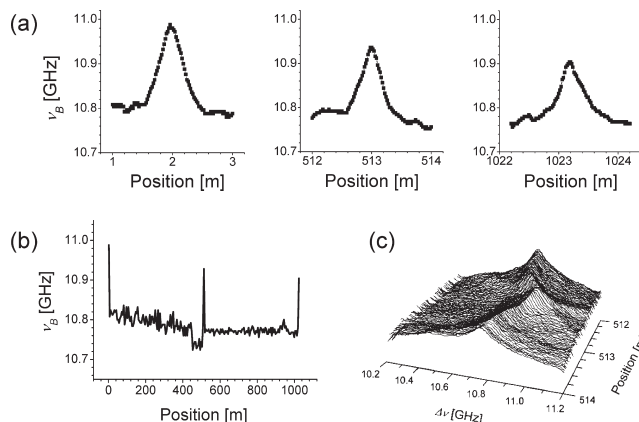 (a)
ν_B [GHz]
11.0
10.9
10.8
10.7
1 2 3
Position [m]
11.0
10.9
10.8
10.7
512 513 514
Position [m]
11.0
10.9
10.8
10.7
1022 1023 1024
Position [m]
(b)
ν_B [GHz]
11.0
10.9
10.8
10.7
0 200 400 600 800 1000
Position [m]
(c)
10.2 10.4 10.6 10.8 11.0 11.2
Δν [GHz]
512
513
514
Position